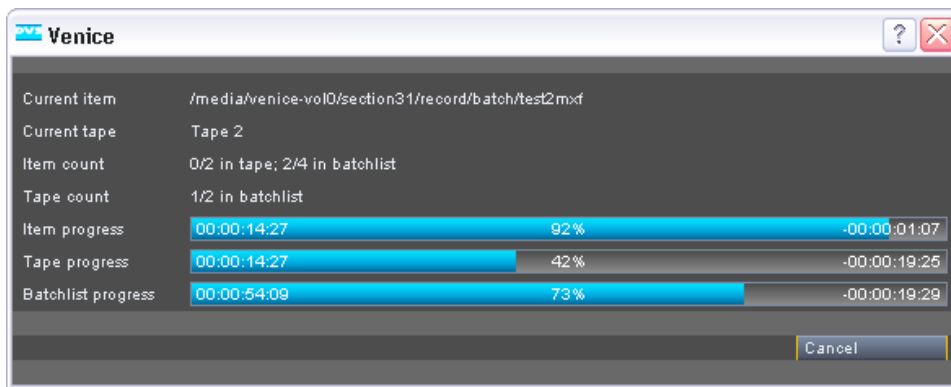 DVS Venice ?
Current item /media/venice-vol0/section31/record/batch/test2mxf
Current tape Tape 2
Item count 0/2 in tape; 2/4 in batchlist
Tape count 1/2 in batchlist
Item progress 00:00:14:27 92% -00:00:01:07
Tape progress 00:00:14:27 42% -00:00:19:25
Batchlist progress 00:00:54:09 73% -00:00:19:29
Cancel